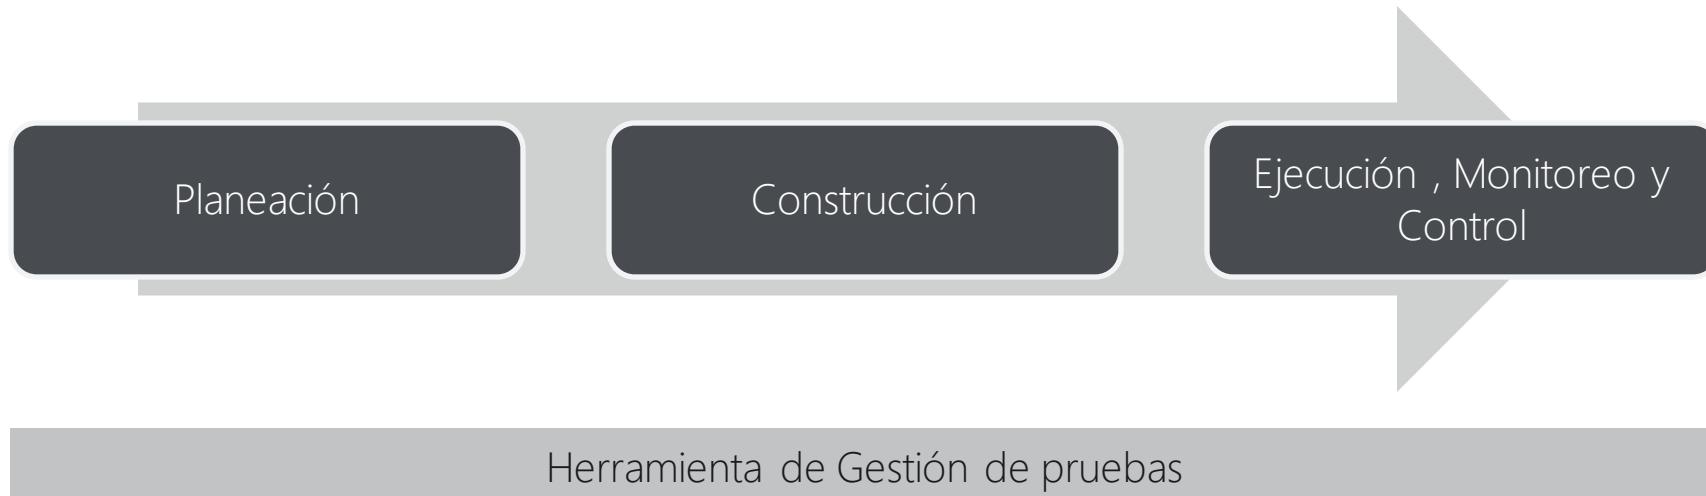 Planeación
Construcción
Ejecución , Monitoreo y
Control
Herramienta de Gestión de pruebas